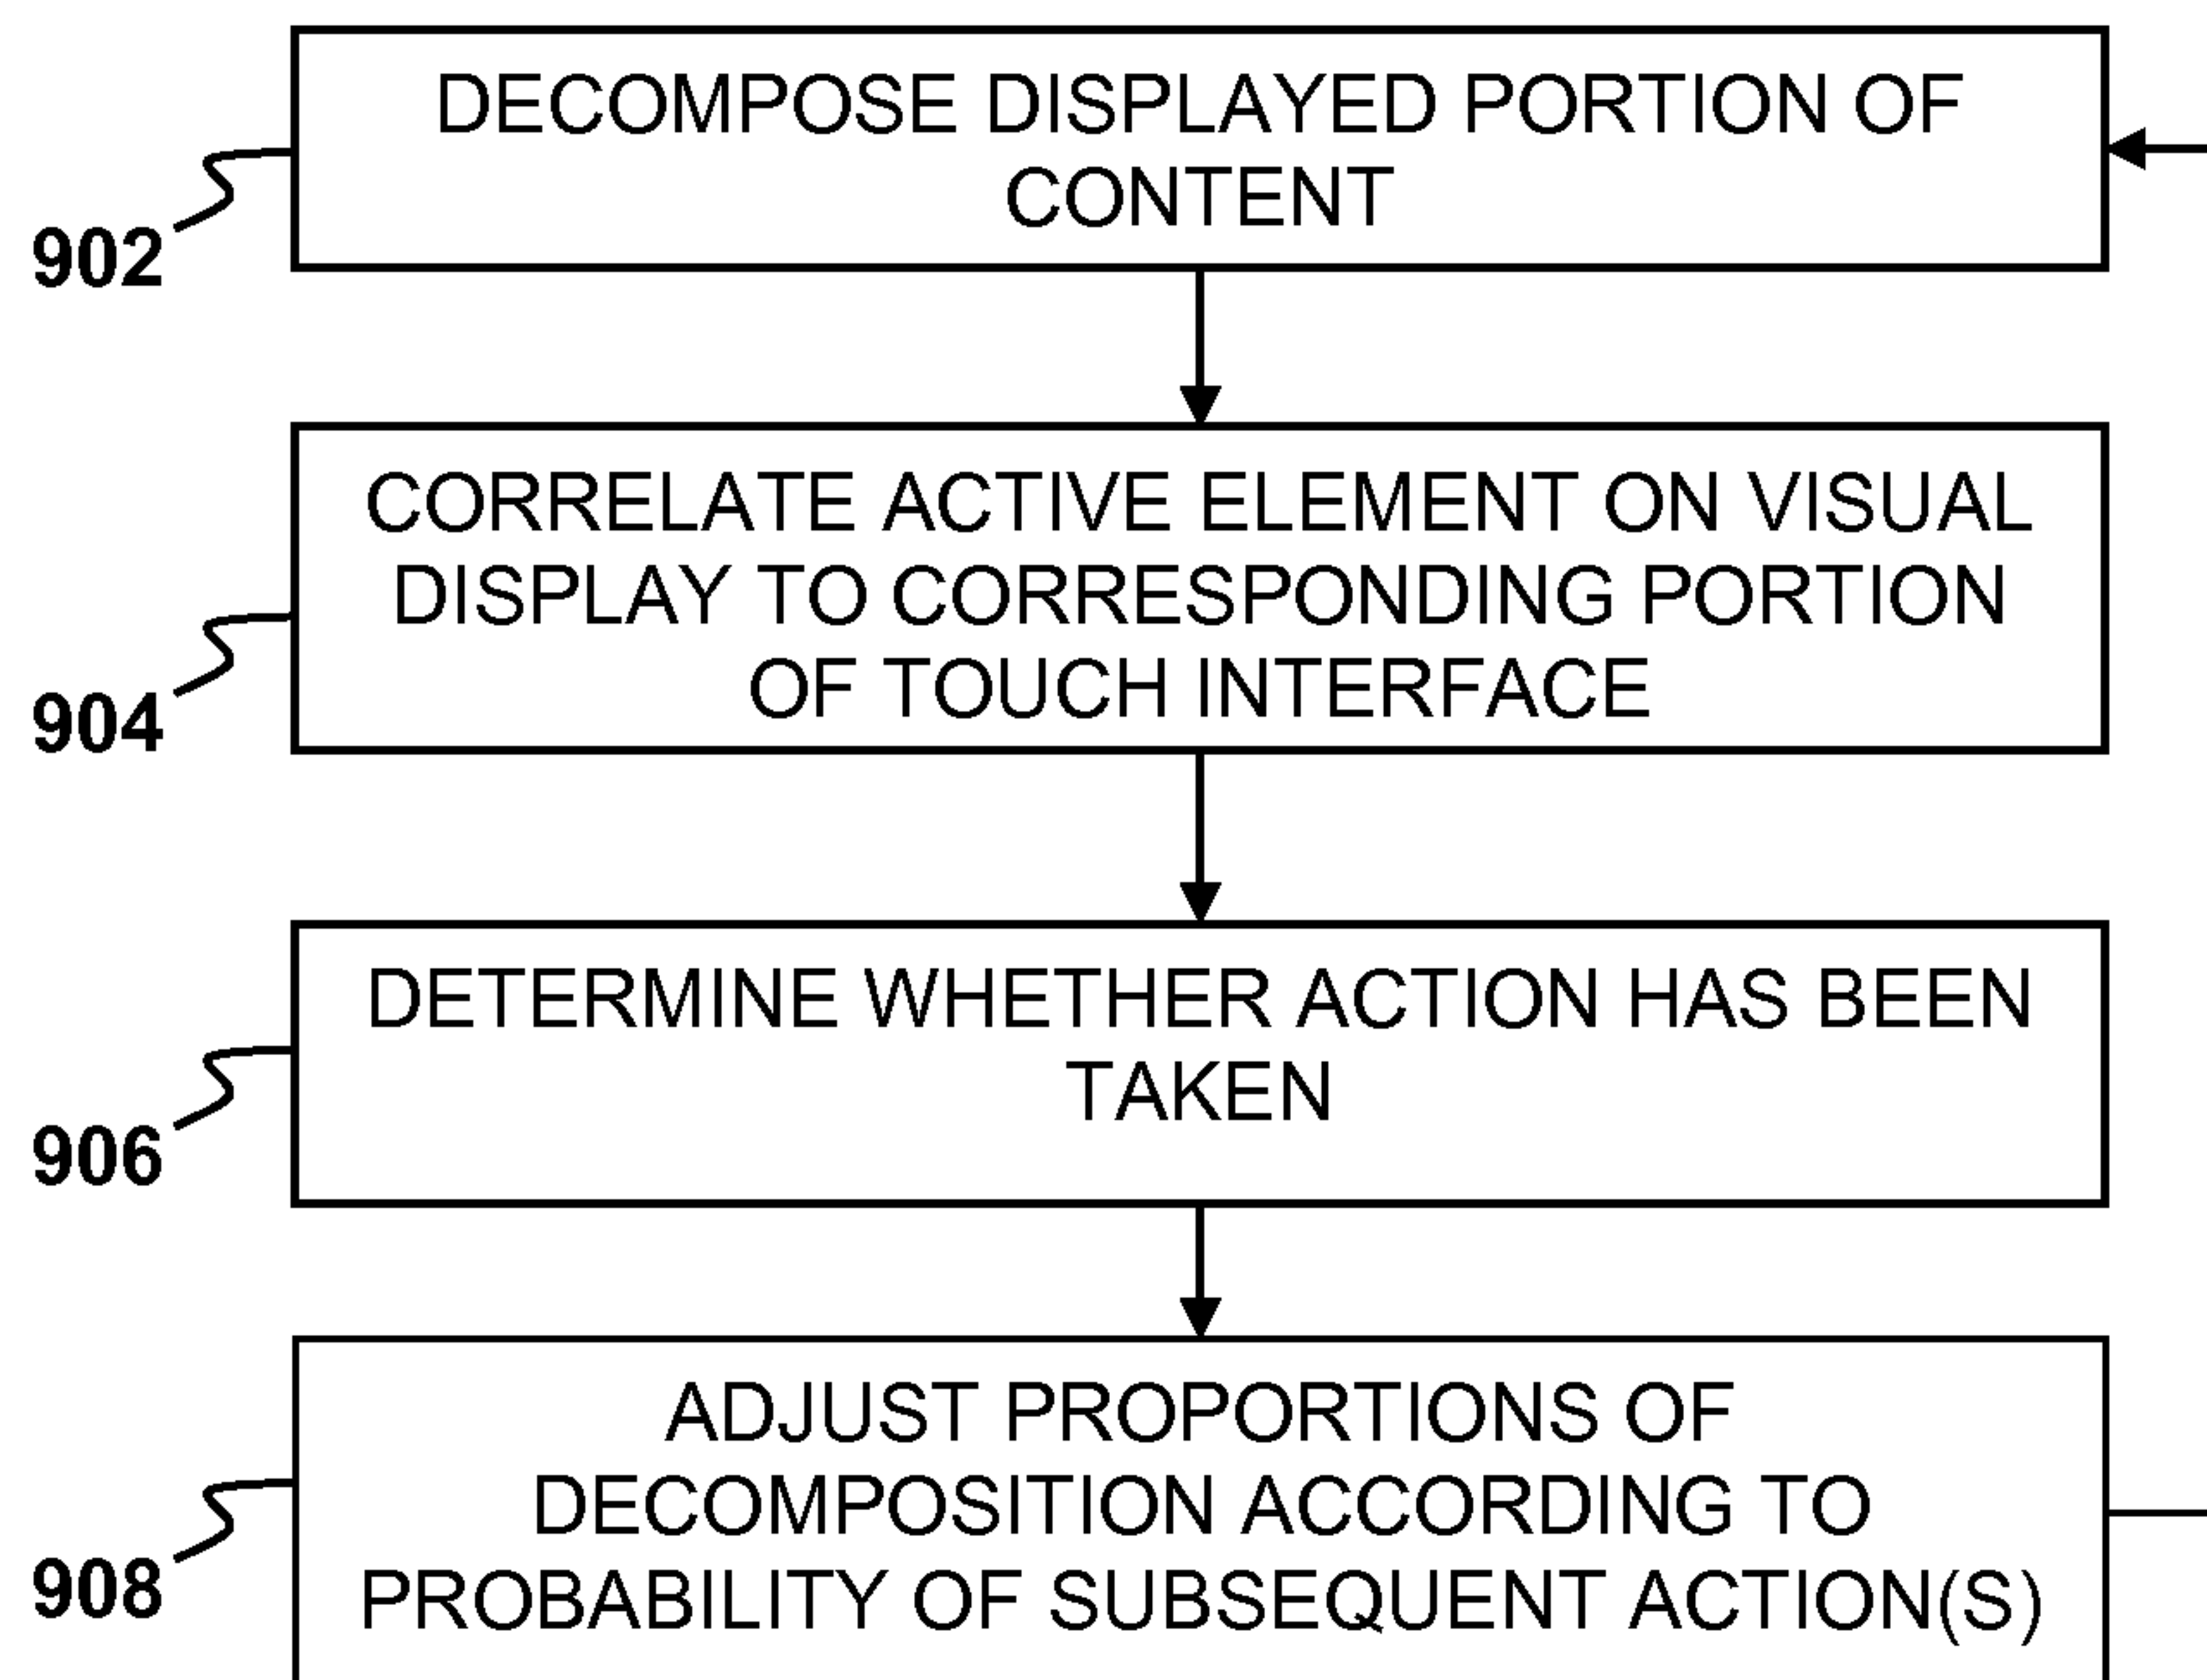 DECOMPOSE DISPLAYED PORTION OF
CONTENT
902
CORRELATE ACTIVE ELEMENT ON VISUAL
DISPLAY TO CORRESPONDING PORTION
OF TOUCH INTERFACE
904
DETERMINE WHETHER ACTION HAS BEEN
TAKEN
906
ADJUST PROPORTIONS OF
DECOMPOSITION ACCORDING TO
PROBABILITY OF SUBSEQUENT ACTION(S)
908